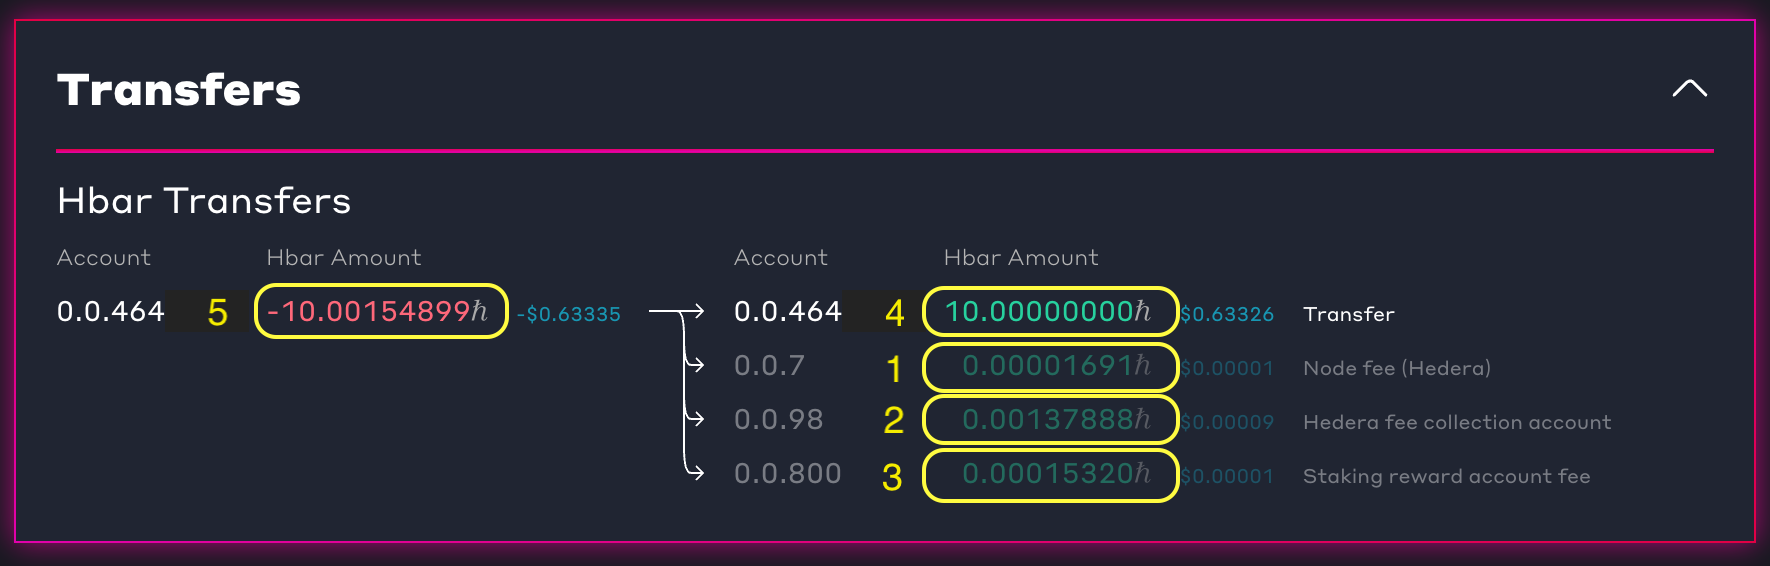 Transfers
Hbar Transfers
Account Hbar Amount Account Hbar Amount
0.0.464 5 -10.00154899ℏ -$0.63335 0.0.464 4 10.00000000ℏ $0.63326 Transfer
0.0.7 1 0.00001691ℏ $0.00001 Node fee (Hedera)
0.0.98 2 0.00137888ℏ $0.00009 Hedera fee collection account
0.0.800 3 0.00015320ℏ $0.00001 Staking reward account fee